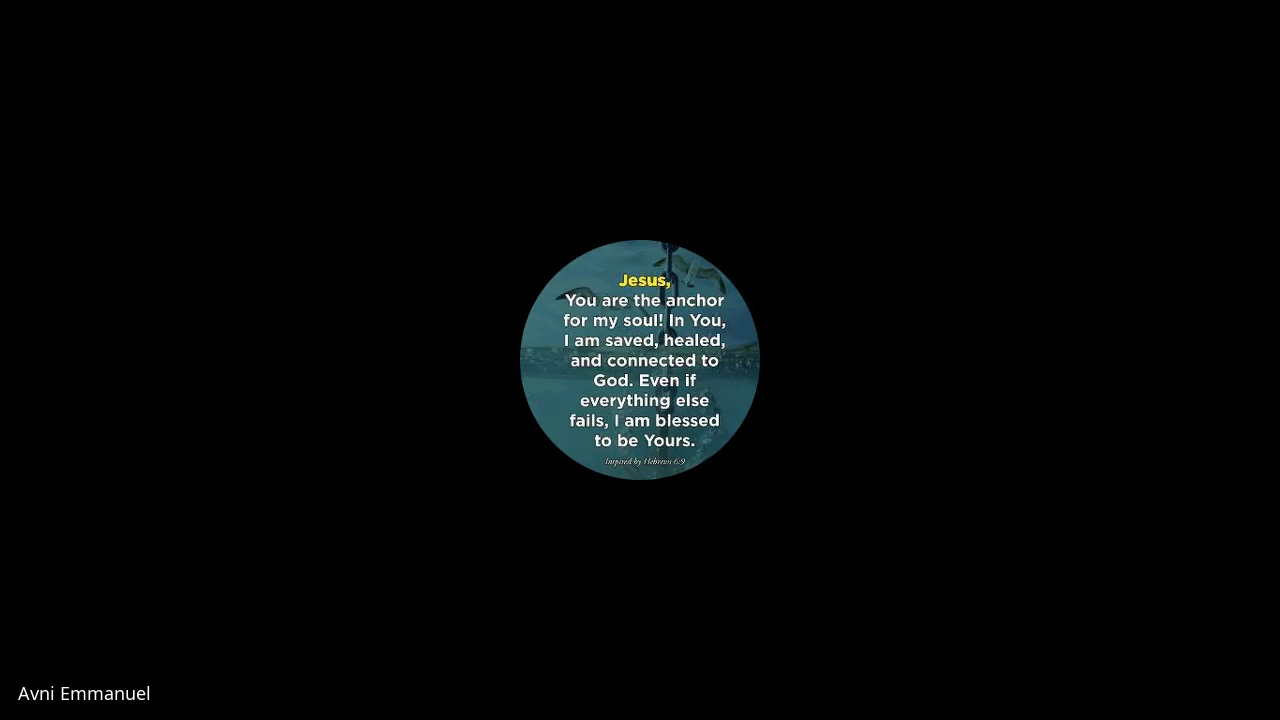 Jesus,
You are the anchor
for my soul! In You,
I am saved, healed,
and connected to
God. Even if
everything else
fails, I am blessed
to be Yours.
Inspired by Hebrews 6:9
Avni Emmanuel